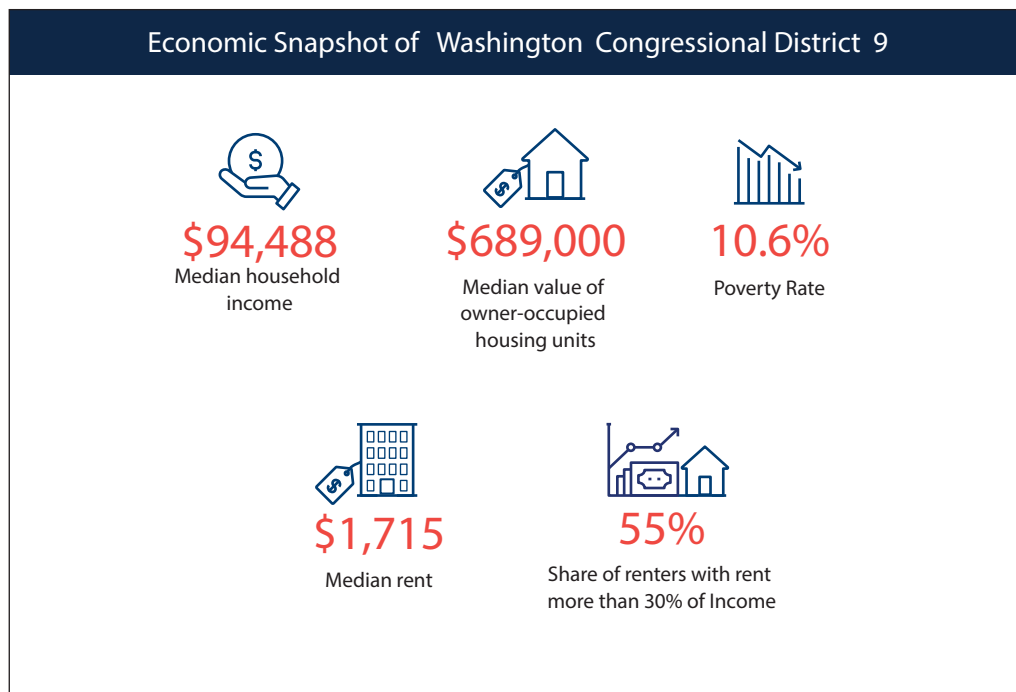 Economic Snapshot of Washington Congressional District 9
$
$
$94,488
Median household
income
$689,000
Median value of
owner-occupied
housing units
10.6%
Poverty Rate
$
$1,715
Median rent
55%
Share of renters with rent
more than 30% of Income